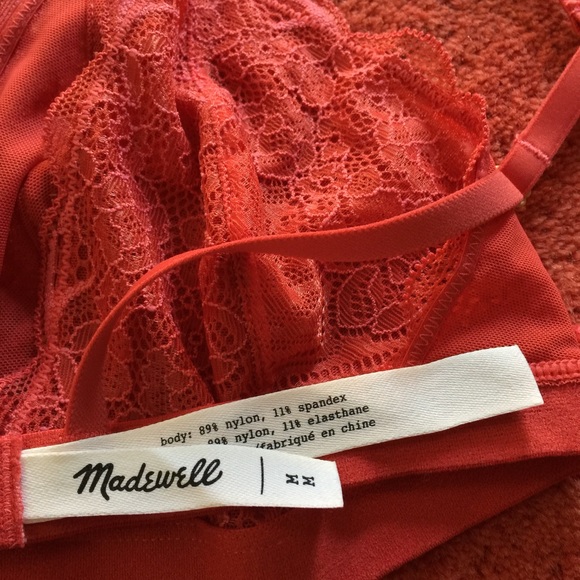 body: 89% nylon, 11% spandex
89% nylon, 11% elasthane
/fabriqué en chine
Madewell | M M